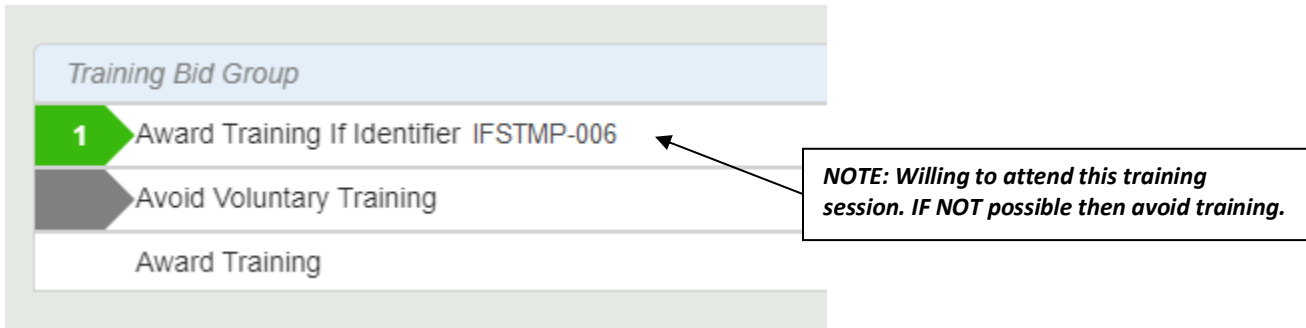 Training Bid Group
1 Award Training If Identifier IFSTMP-006
Avoid Voluntary Training
Award Training
NOTE: Willing to attend this training
session. IF NOT possible then avoid training.